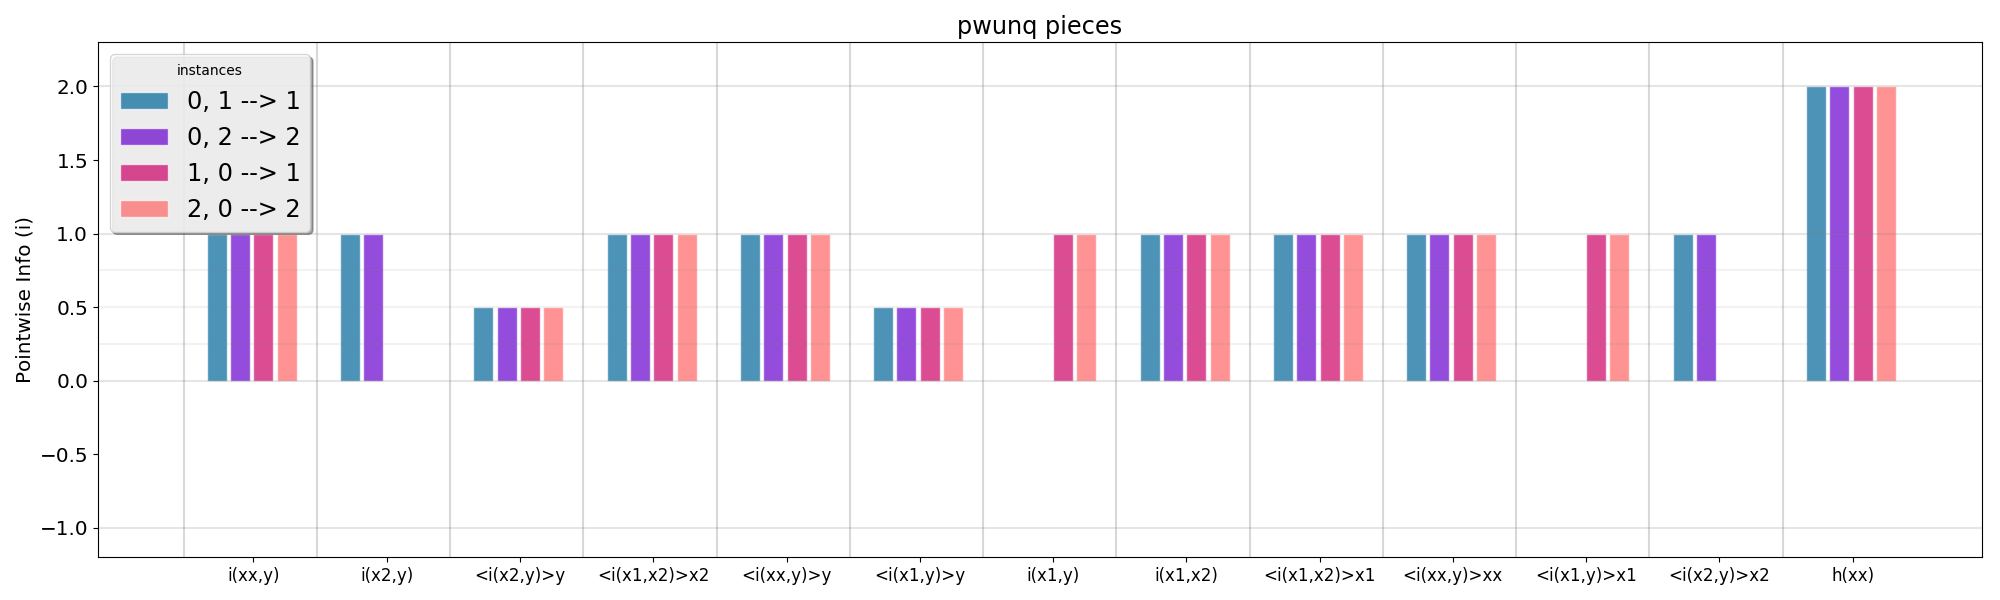 pwunq pieces
instances
0, 1 --> 1
0, 2 --> 2
1, 0 --> 1
2, 0 --> 2
Pointwise Info (i)
2.0
1.5
1.0
0.5
0.0
−0.5
−1.0
i(xx,y) i(x2,y) <i(x2,y)>y <i(x1,x2)>x2 <i(xx,y)>y <i(x1,y)>y i(x1,y) i(x1,x2) <i(x1,x2)>x1 <i(xx,y)>xx <i(x1,y)>x1 <i(x2,y)>x2 h(xx)